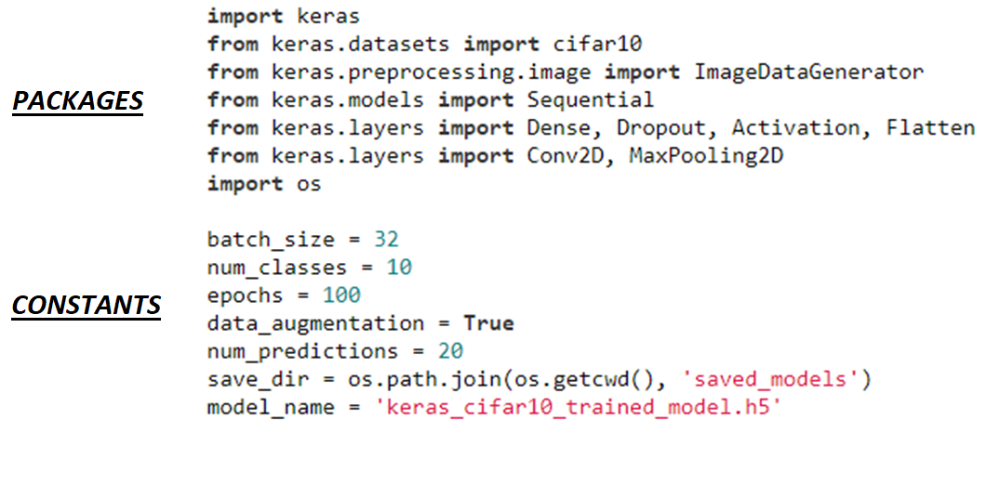 import keras
from keras.datasets import cifar10
from keras.preprocessing.image import ImageDataGenerator
PACKAGES
from keras.models import Sequential
from keras.layers import Dense, Dropout, Activation, Flatten
from keras.layers import Conv2D, MaxPooling2D
import os
batch_size = 32
num_classes = 10
CONSTANTS
epochs = 100
data_augmentation = True
num_predictions = 20
save_dir = os.path.join(os.getcwd(), 'saved_models')
model_name = 'keras_cifar10_trained_model.h5'